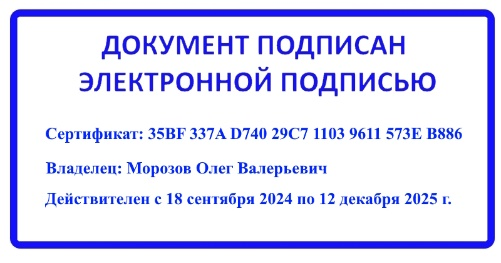 ДОКУМЕНТ ПОДПИСАН
ЭЛЕКТРОННОЙ ПОДПИСЬЮ
Сертификат: 35BF 337A D740 29C7 1103 9611 573E B886
Владелец: Морозов Олег Валерьевич
Действителен с 18 сентября 2024 по 12 декабря 2025 г.